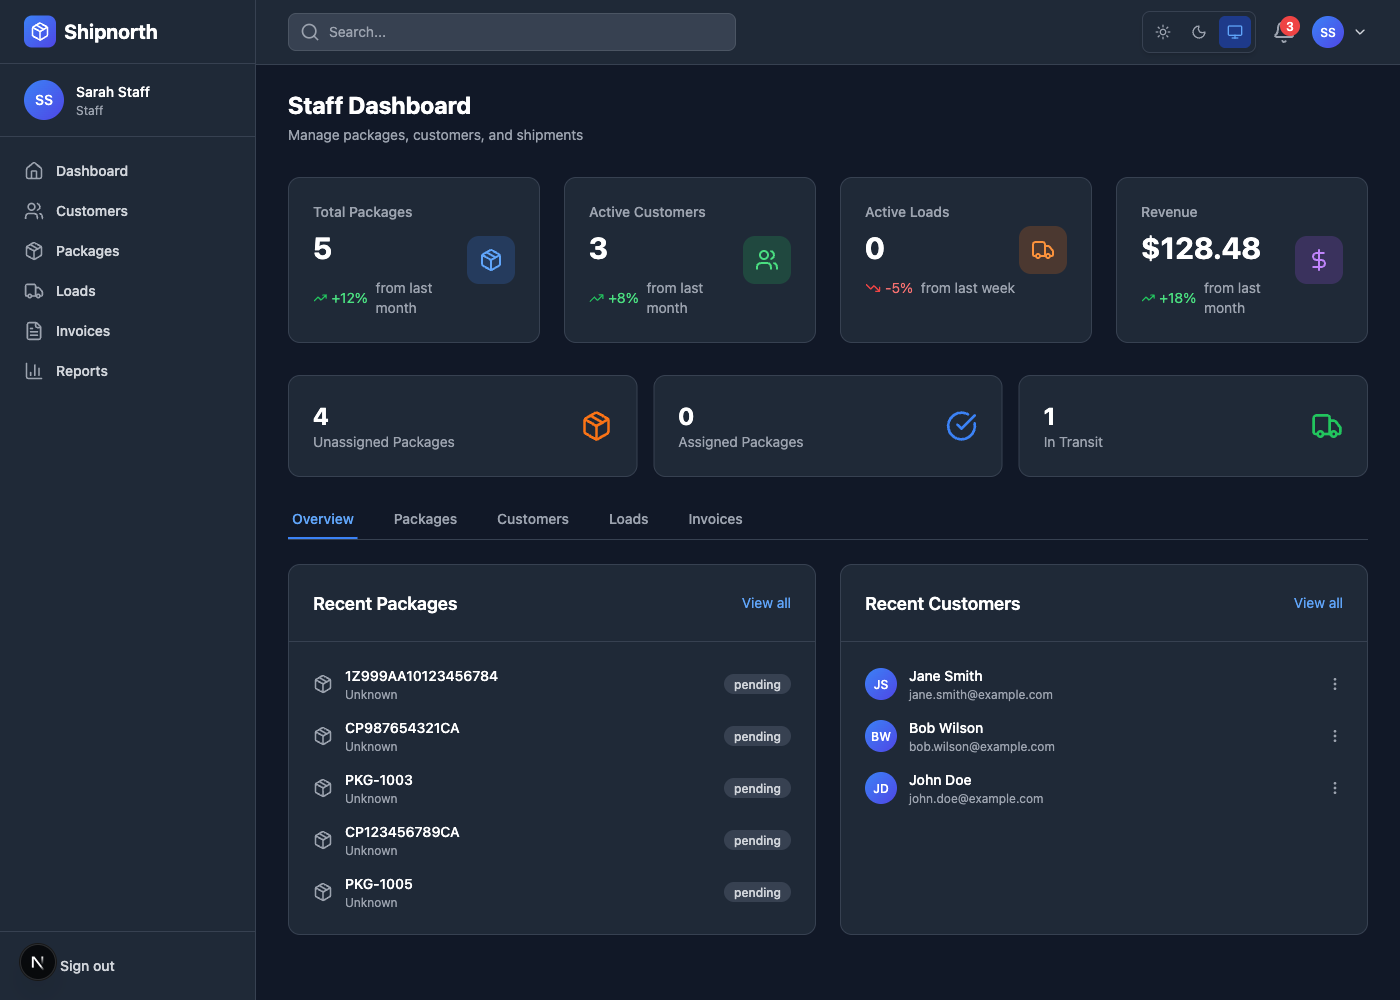 Shipnorth
Search...
3
SS
SS
Sarah Staff
Staff
Dashboard
Customers
Packages
Loads
Invoices
Reports
N
Sign out
Staff Dashboard
Manage packages, customers, and shipments
Total Packages
5
+12%
from last
month
Active Customers
3
+8%
from last
month
Active Loads
0
-5% from last week
Revenue
$128.48
+18%
from last
month
4
Unassigned Packages
0
Assigned Packages
1
In Transit
Overview
Packages
Customers
Loads
Invoices
Recent Packages
View all
1Z999AA10123456784
Unknown
pending
CP987654321CA
Unknown
pending
PKG-1003
Unknown
pending
CP123456789CA
Unknown
pending
PKG-1005
Unknown
pending
Recent Customers
View all
JS
Jane Smith
jane.smith@example.com
BW
Bob Wilson
bob.wilson@example.com
JD
John Doe
john.doe@example.com